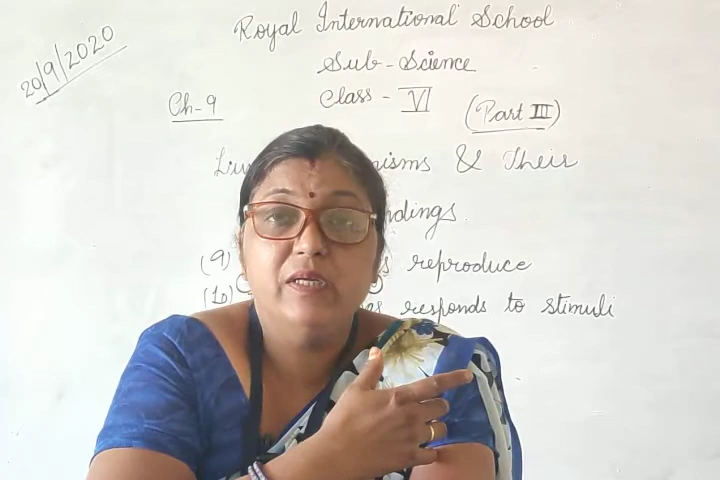 Royal International School
20/9/2020
Sub - Science
Class - VI
Ch-9
(Part III)
& Their
(9) reproduce
(10) responds to stimuli